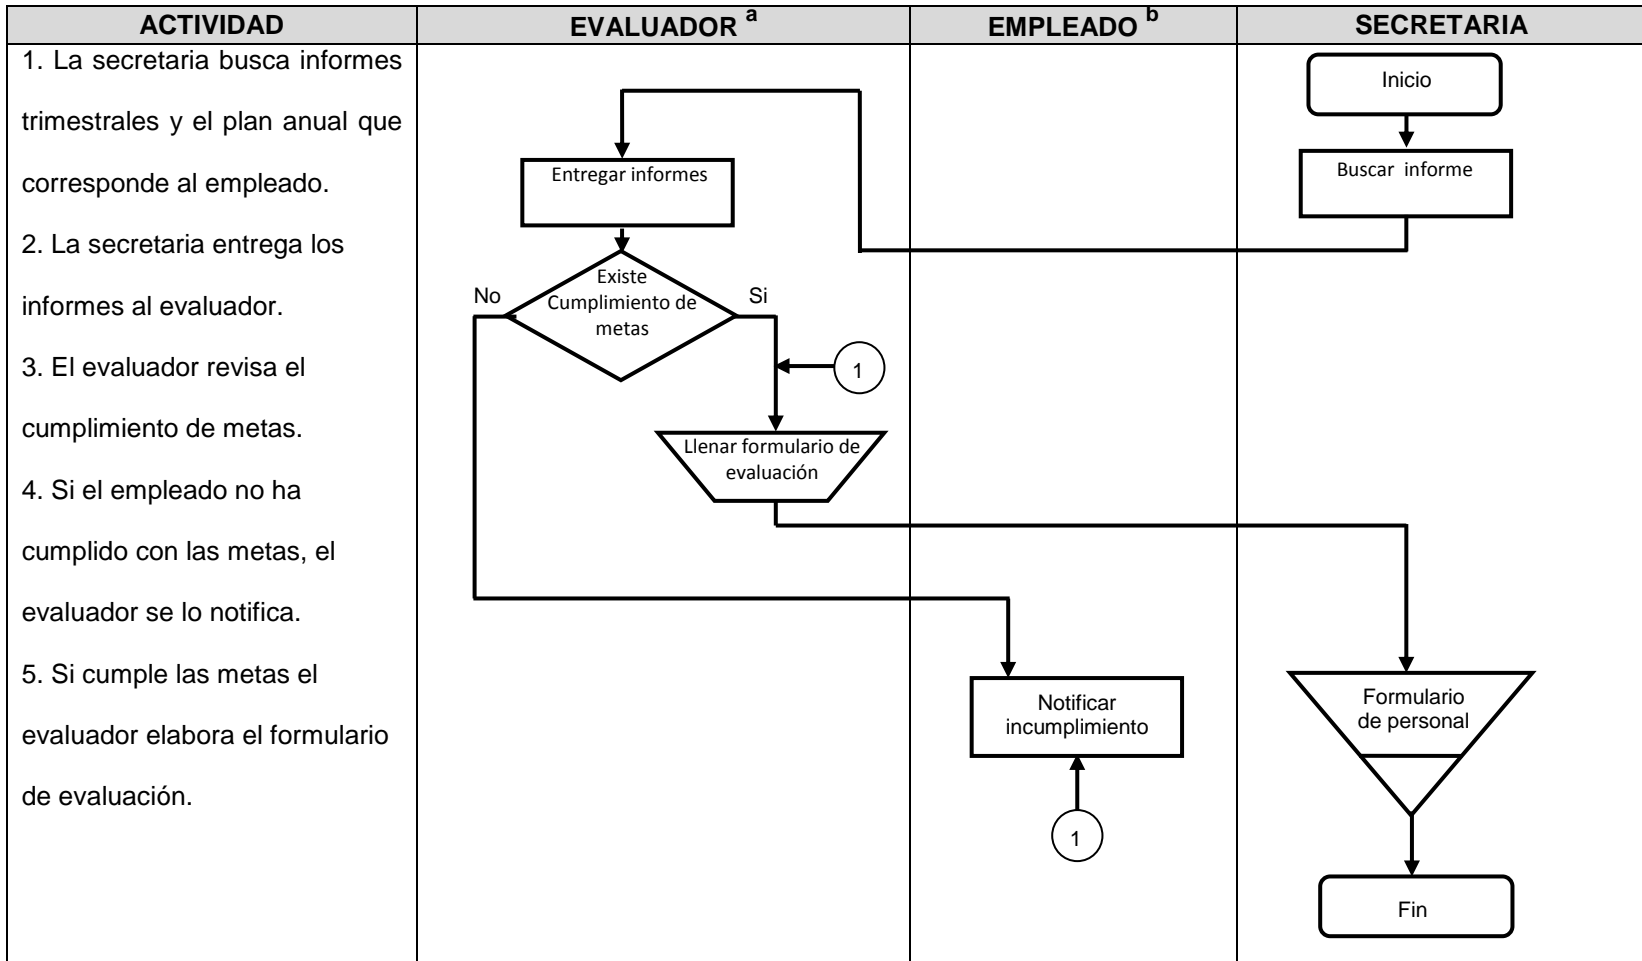 ACTIVIDAD
EVALUADOR a
EMPLEADO b
SECRETARIA
1. La secretaria busca informes
trimestrales y el plan anual que
corresponde al empleado.
2. La secretaria entrega los
informes al evaluador.
3. El evaluador revisa el
cumplimiento de metas.
4. Si el empleado no ha
cumplido con las metas, el
evaluador se lo notifica.
5. Si cumple las metas el
evaluador elabora el formulario
de evaluación.
Entregar informes
Existe
Cumplimiento de
metas
No
Si
1
Llenar formulario de
evaluación
Notificar
incumplimiento
1
Inicio
Buscar informe
Formulario
de personal
Fin